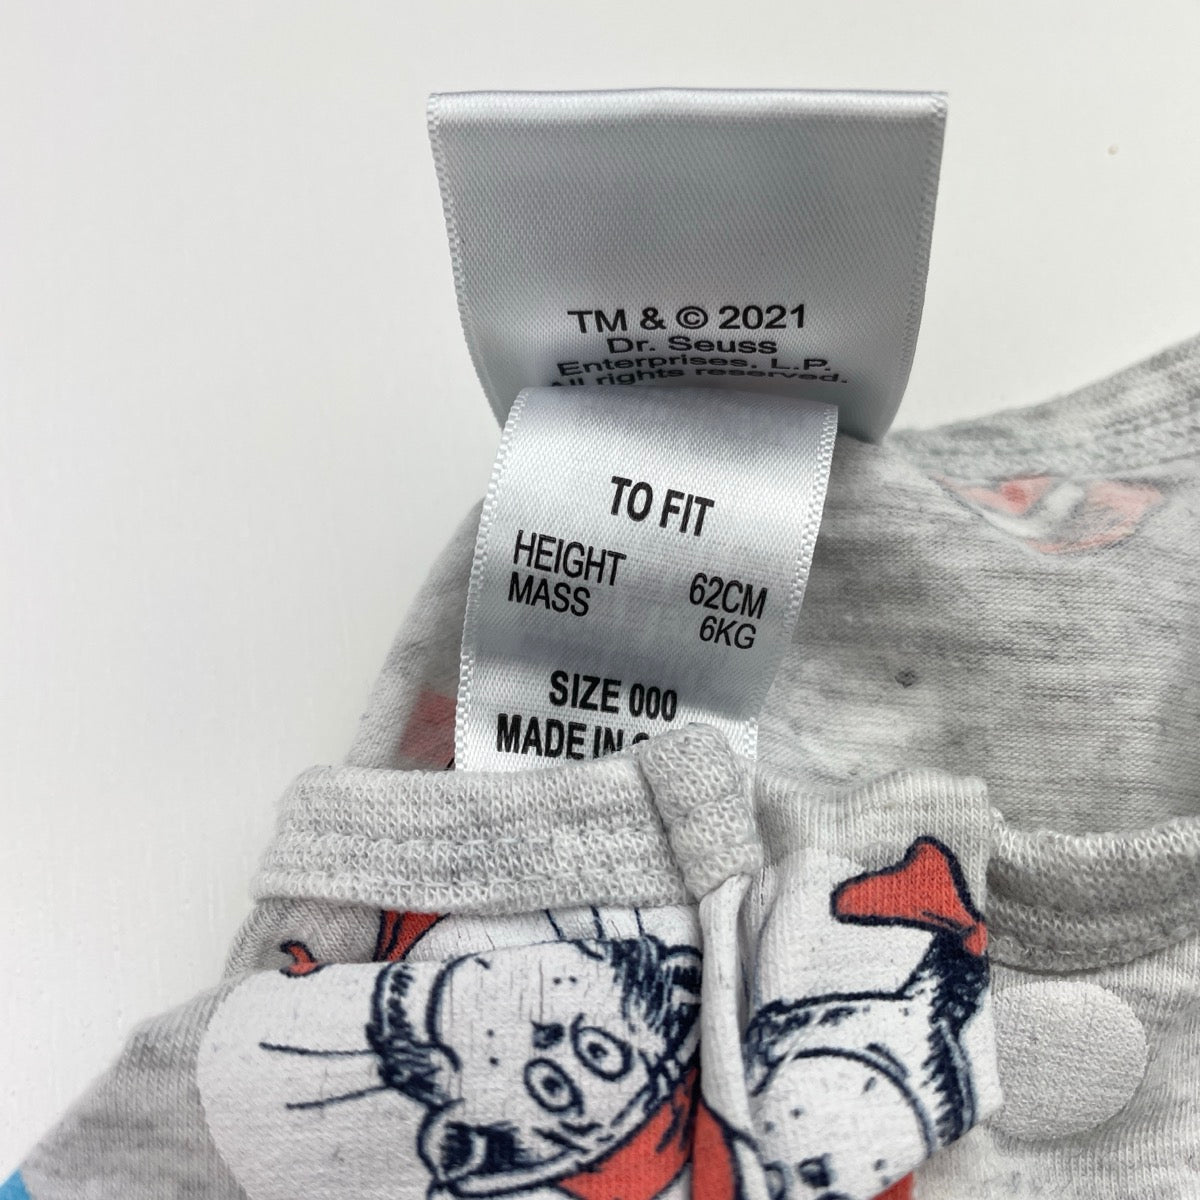 TM & © 2021
Dr. Seuss
Enterprises, L.P.
All rights reserved.
TO FIT
HEIGHT 62CM
MASS 6KG
SIZE 000
MADE IN